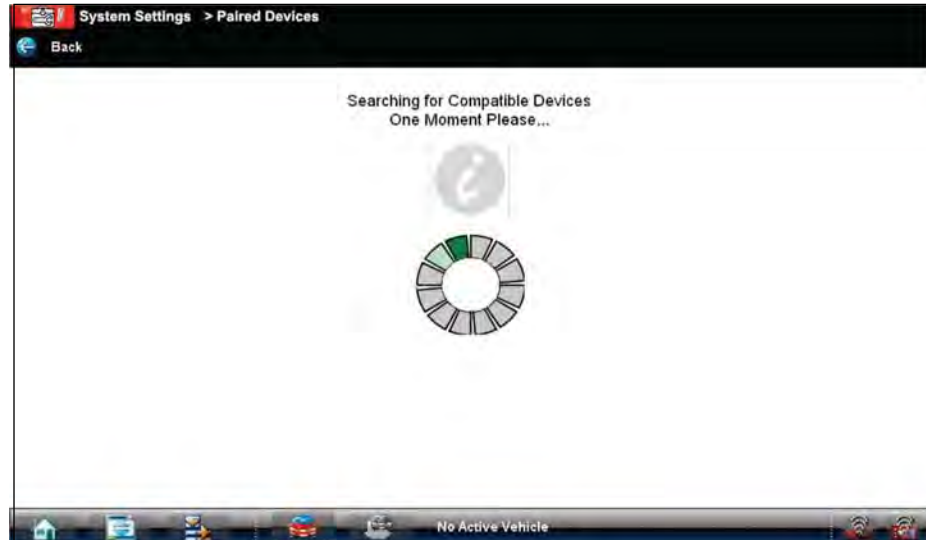 System Settings > Paired Devices
Back
Searching for Compatible Devices
One Moment Please...
No Active Vehicle